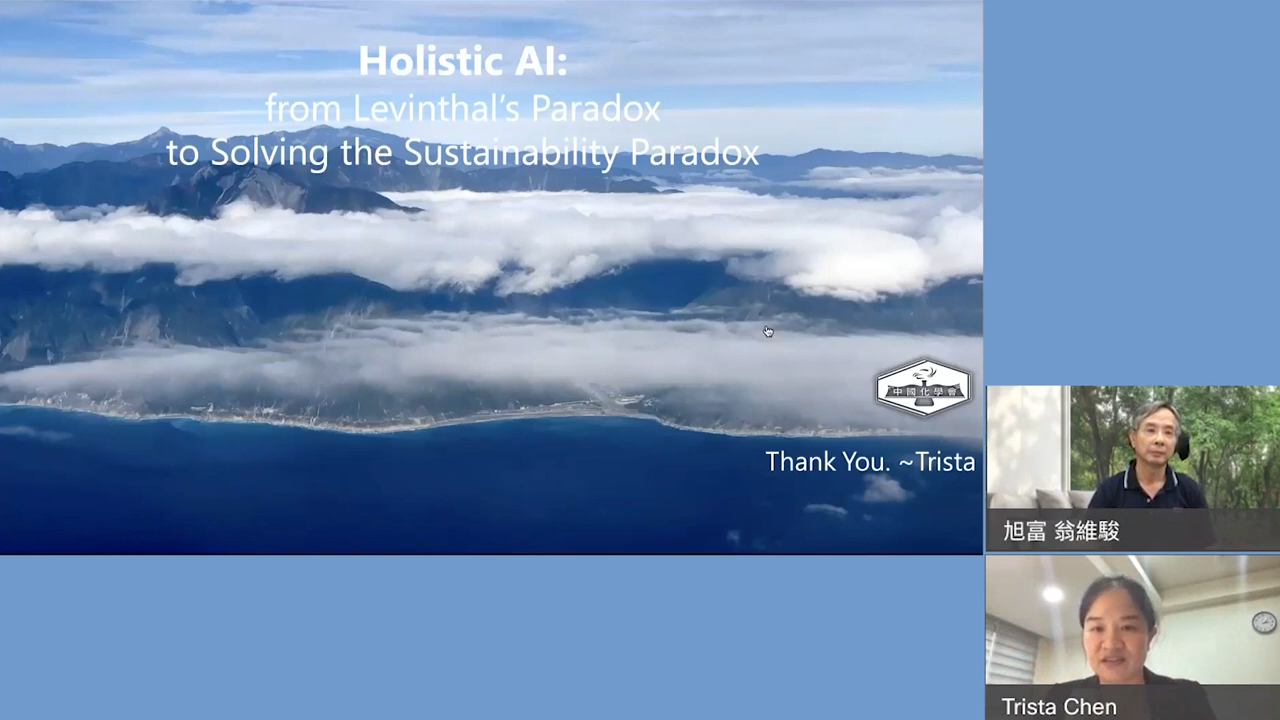 Holistic AI:
from Levinthal's Paradox
to Solving the Sustainability Paradox
中國化學會
Thank You. ~Trista
旭富 翁維駿
Trista Chen